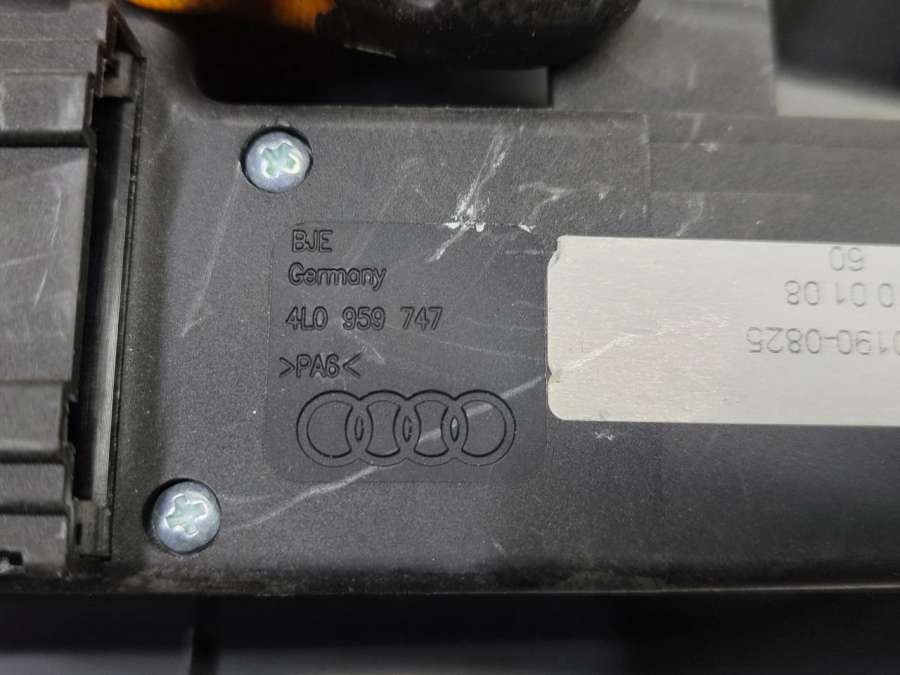 BJE
Germany
4L0 959 747
>PA6<
0190-0825
0 01 08
60